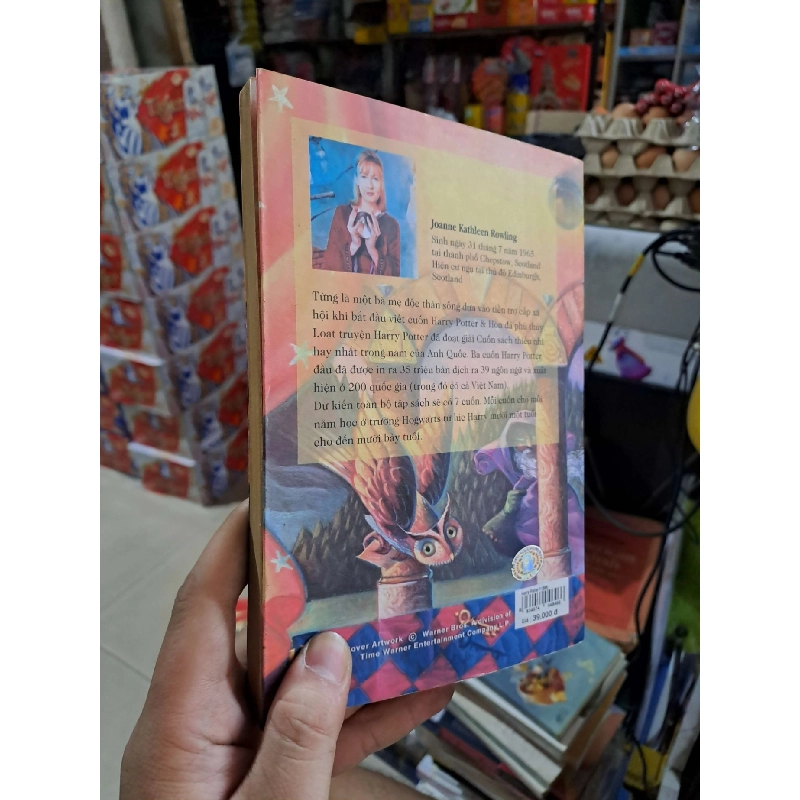 Joanne Kathleen Rowling
Sinh ngày 31 tháng 7 năm 1965
tại thành phố Chepstow, Scotland
Hiện cư ngụ tại thủ đô Edinburgh,
Scotland
Từng là một bà mẹ độc thân sống dựa vào tiền trợ cấp xã
hội khi bắt đầu viết cuốn Harry Potter & Hòn đá phù thủy
Loạt truyện Harry Potter đã đoạt giải Cuốn sách thiếu nhi
hay nhất trong năm của Anh Quốc. Ba cuốn Harry Potter
đầu đã được in ra 35 triệu bản dịch ra 39 ngôn ngữ và xuất
hiện ở 200 quốc gia (trong đó có cả Việt Nam).
Dự kiến toàn bộ tập sách sẽ có 7 cuốn. Mỗi cuốn cho mỗi
năm học ở trường Hogwarts từ lúc Harry mười một tuổi
cho đến mười bảy tuổi.
39.000 đ
over Artwork © Warner Bros. A division of
Time Warner Entertainment Company L.P.